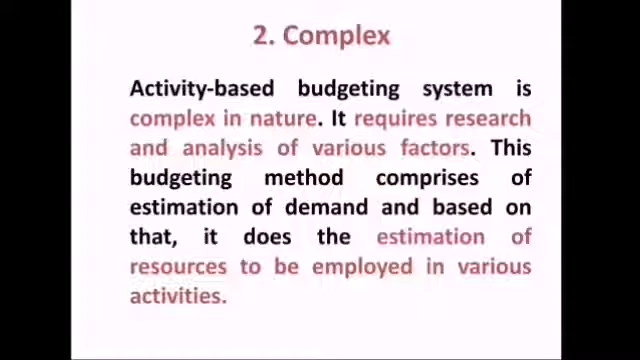 2. Complex
Activity-based budgeting system is
complex in nature. It requires research
and analysis of various factors. This
budgeting method comprises of
estimation of demand and based on
that, it does the estimation of
resources to be employed in various
activities.